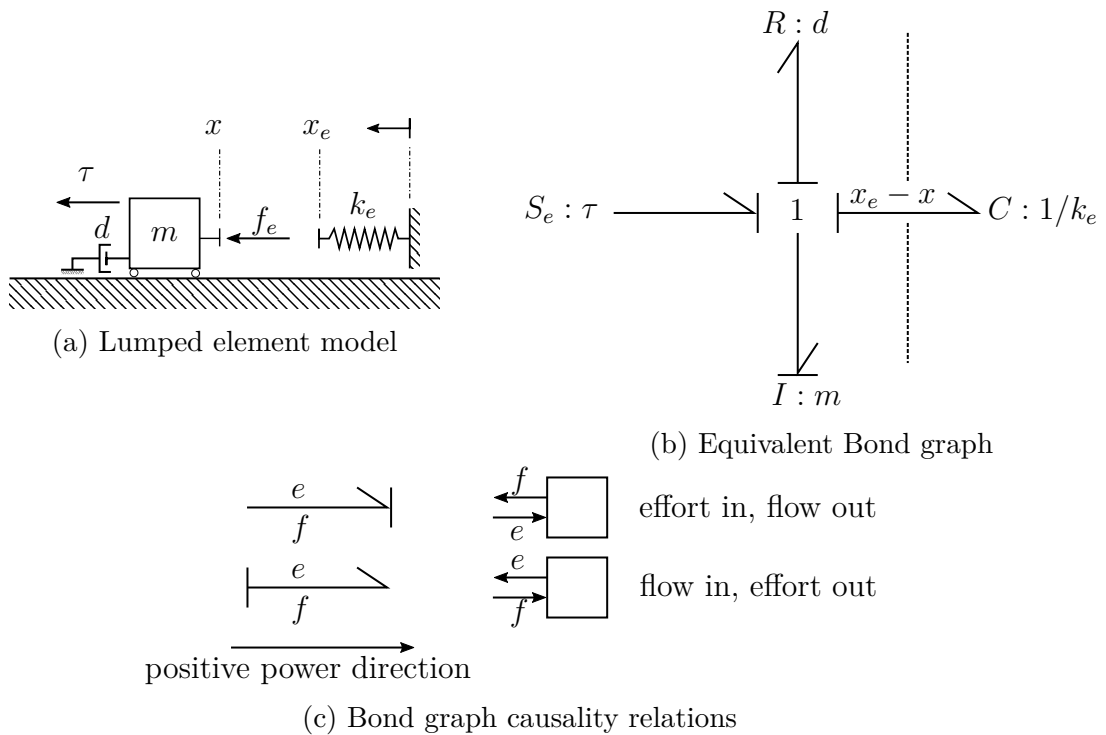 x
x_e
τ
k_e
d
m
f_e
(a) Lumped element model
R : d
S_e : τ
1
x_e − x
C : 1/k_e
I : m
(b) Equivalent Bond graph
e
f
f
e
effort in, flow out
e
f
e
f
flow in, effort out
positive power direction
(c) Bond graph causality relations